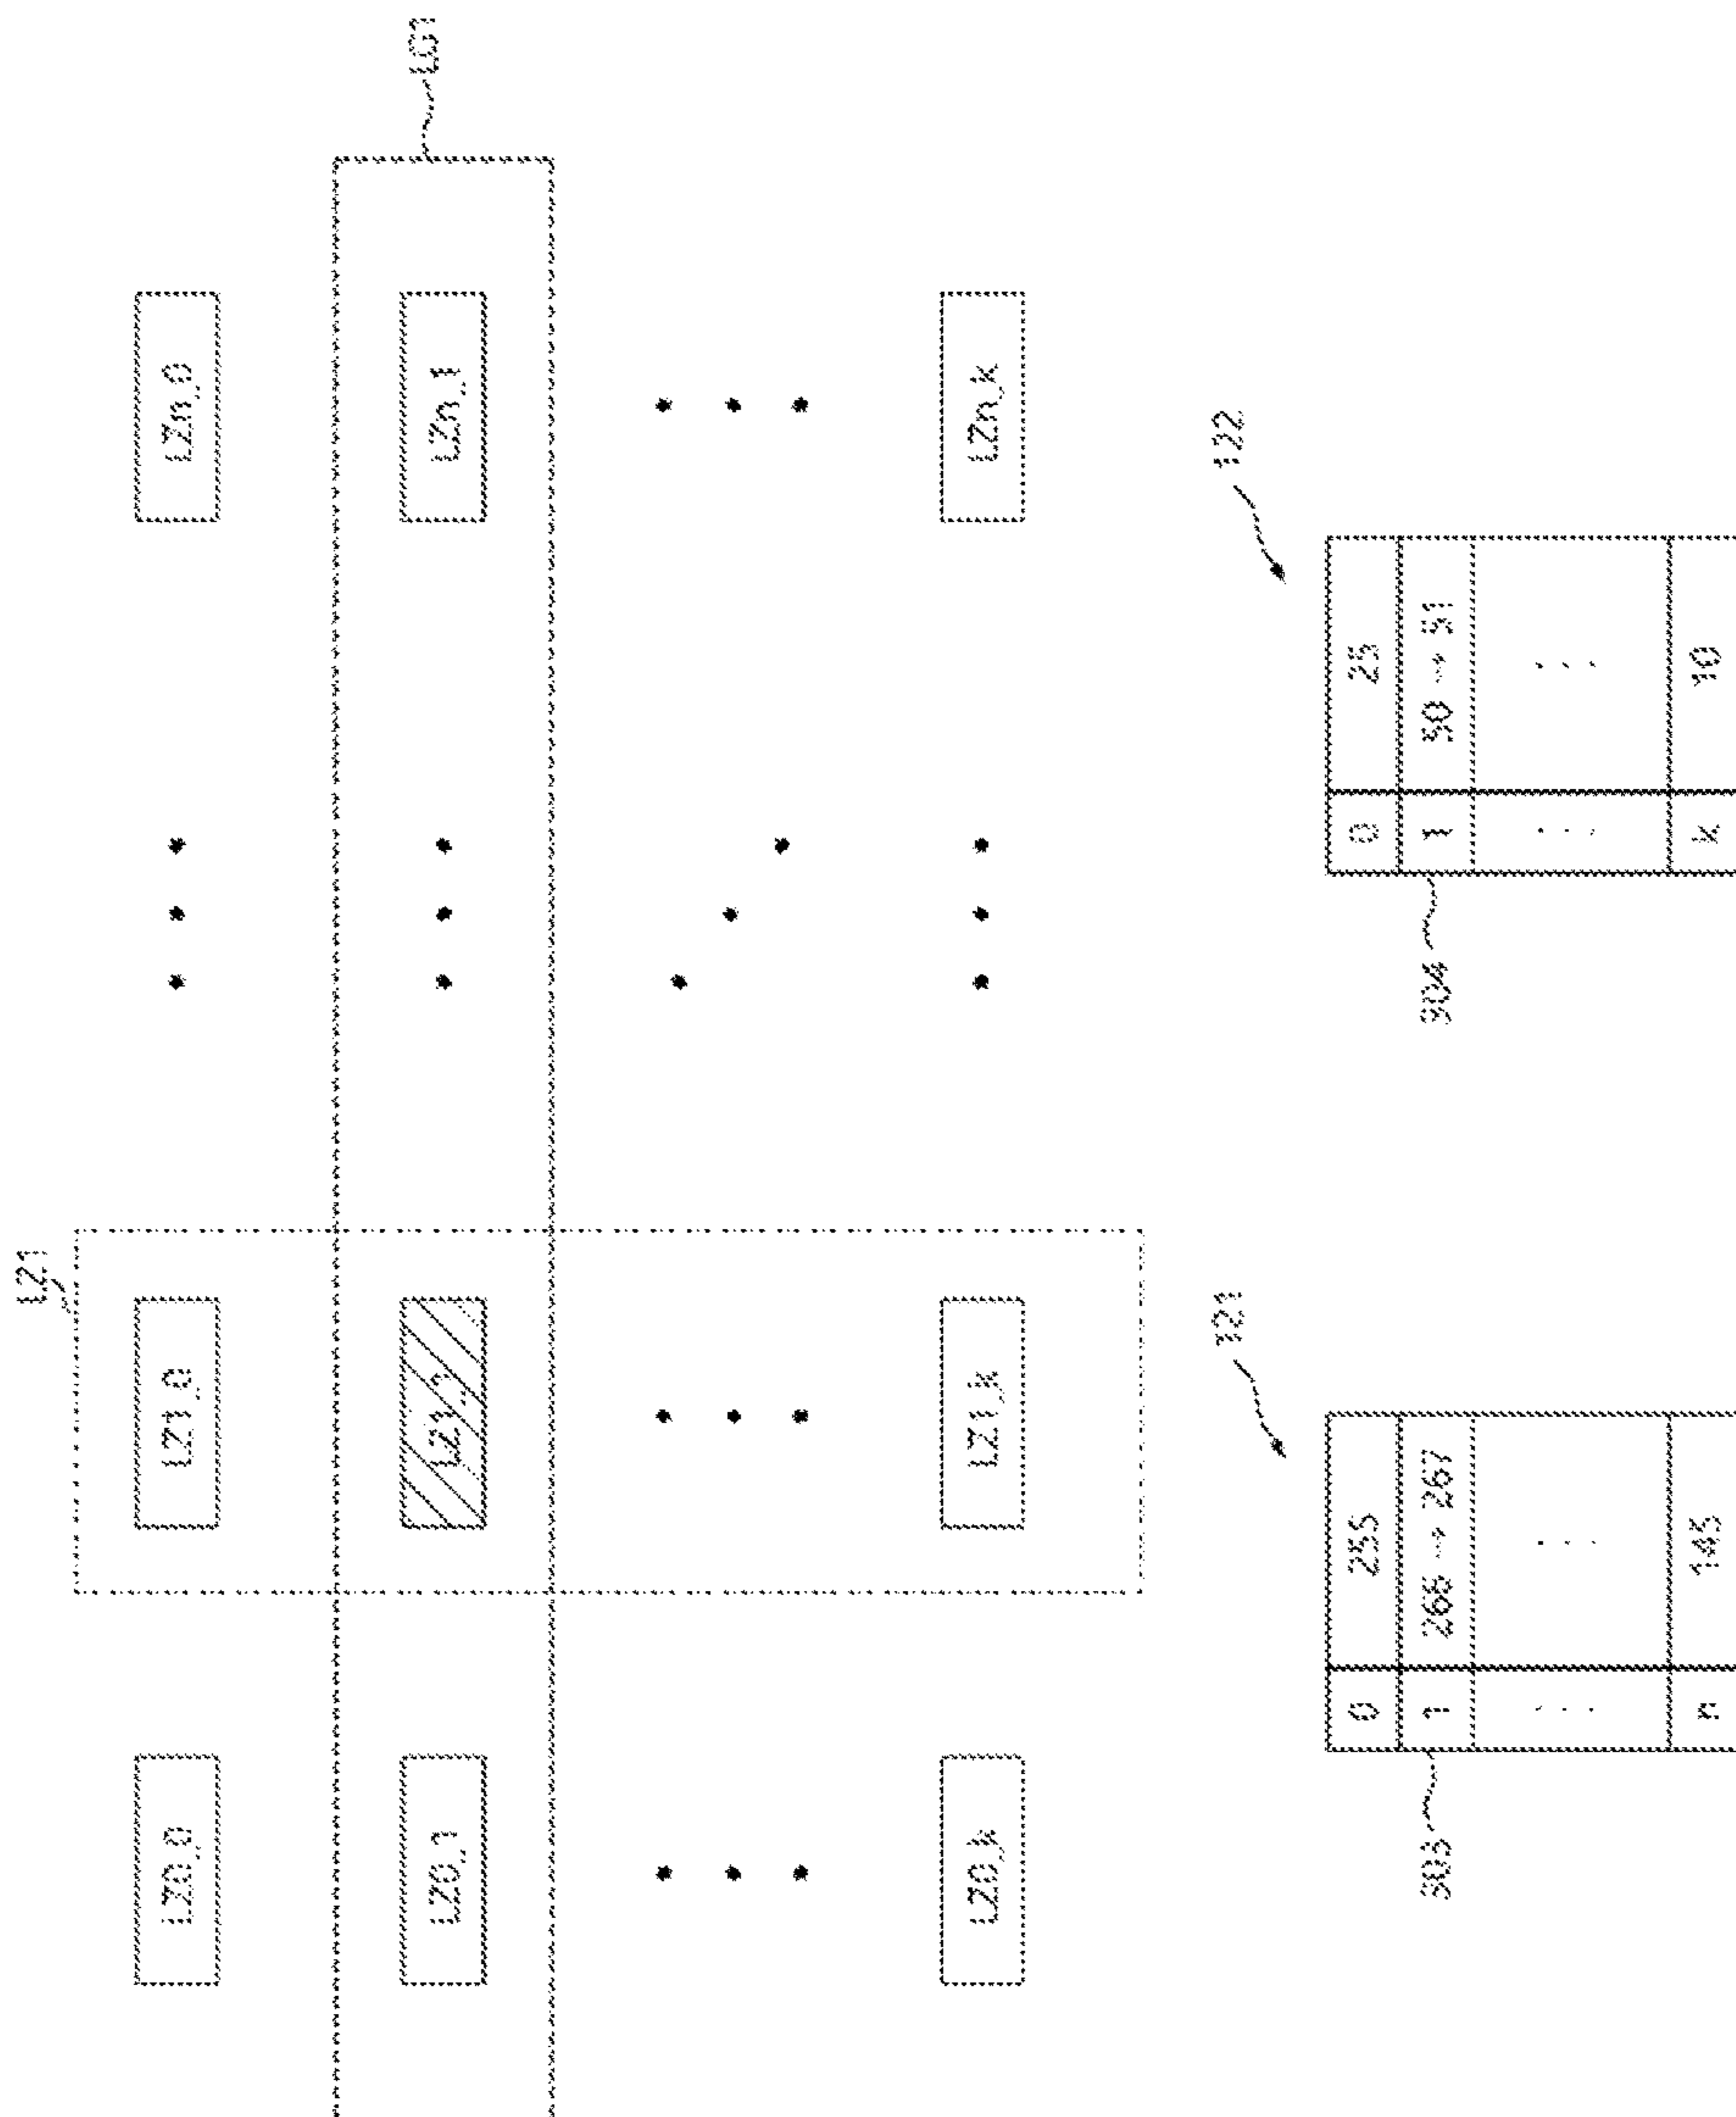 LZ1
LG1
LZ0_0
LZ1_0
LZn_0
LZ0_1
LZ1_1
LZn_1
LZ0_k
LZ1_k
LZn_k
121
122
0 255
303 1 266 → 267
n 145
0 25
304 1 50 → 51
k 10